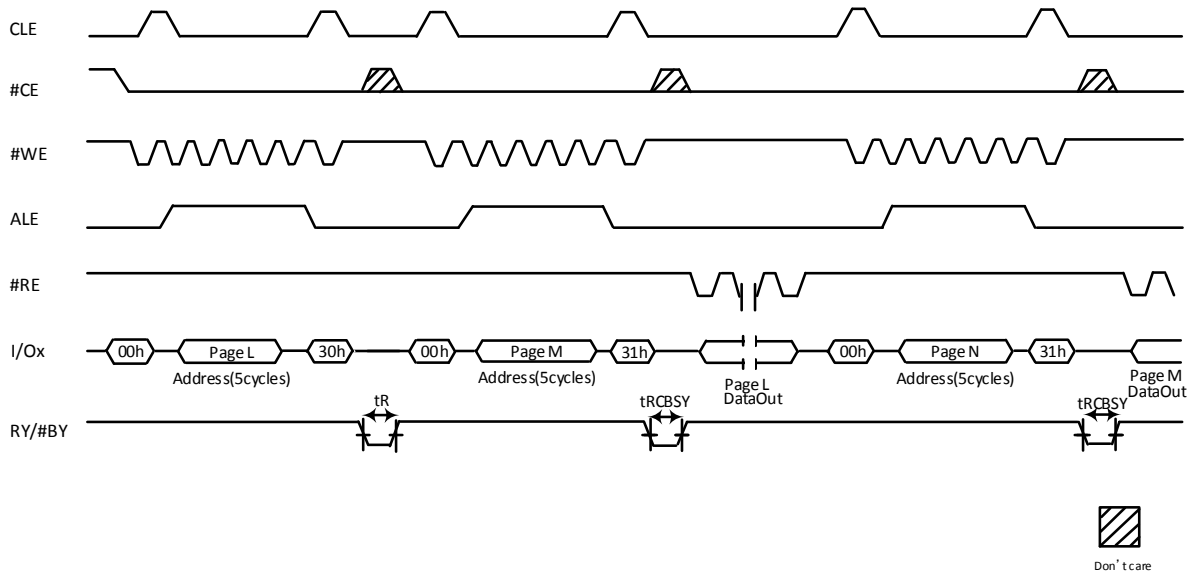 CLE
#CE
#WE
ALE
#RE
I/Ox
00h
Page L
30h
00h
Page M
31h
00h
Page N
31h
Address(5cycles)
Address(5cycles)
Page L
DataOut
Address(5cycles)
Page M
DataOut
RY/#BY
tR
tRCBSY
tRCBSY
Don't care